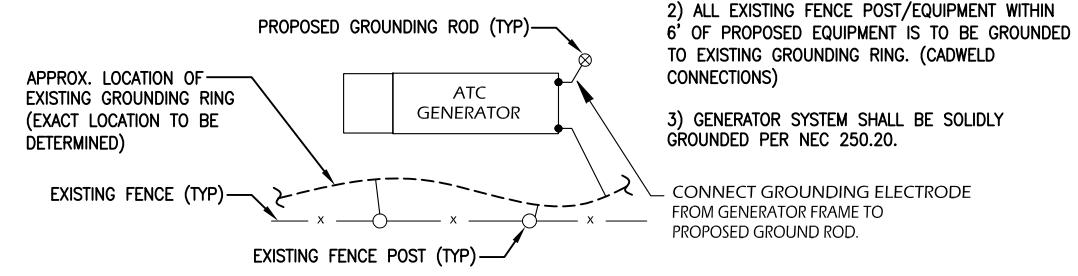 PROPOSED GROUNDING ROD (TYP)
APPROX. LOCATION OF
EXISTING GROUNDING RING
(EXACT LOCATION TO BE
DETERMINED)
ATC
GENERATOR
EXISTING FENCE (TYP)
x x x
EXISTING FENCE POST (TYP)
2) ALL EXISTING FENCE POST/EQUIPMENT WITHIN
6' OF PROPOSED EQUIPMENT IS TO BE GROUNDED
TO EXISTING GROUNDING RING. (CADWELD
CONNECTIONS)
3) GENERATOR SYSTEM SHALL BE SOLIDLY
GROUNDED PER NEC 250.20.
CONNECT GROUNDING ELECTRODE
FROM GENERATOR FRAME TO
PROPOSED GROUND ROD.